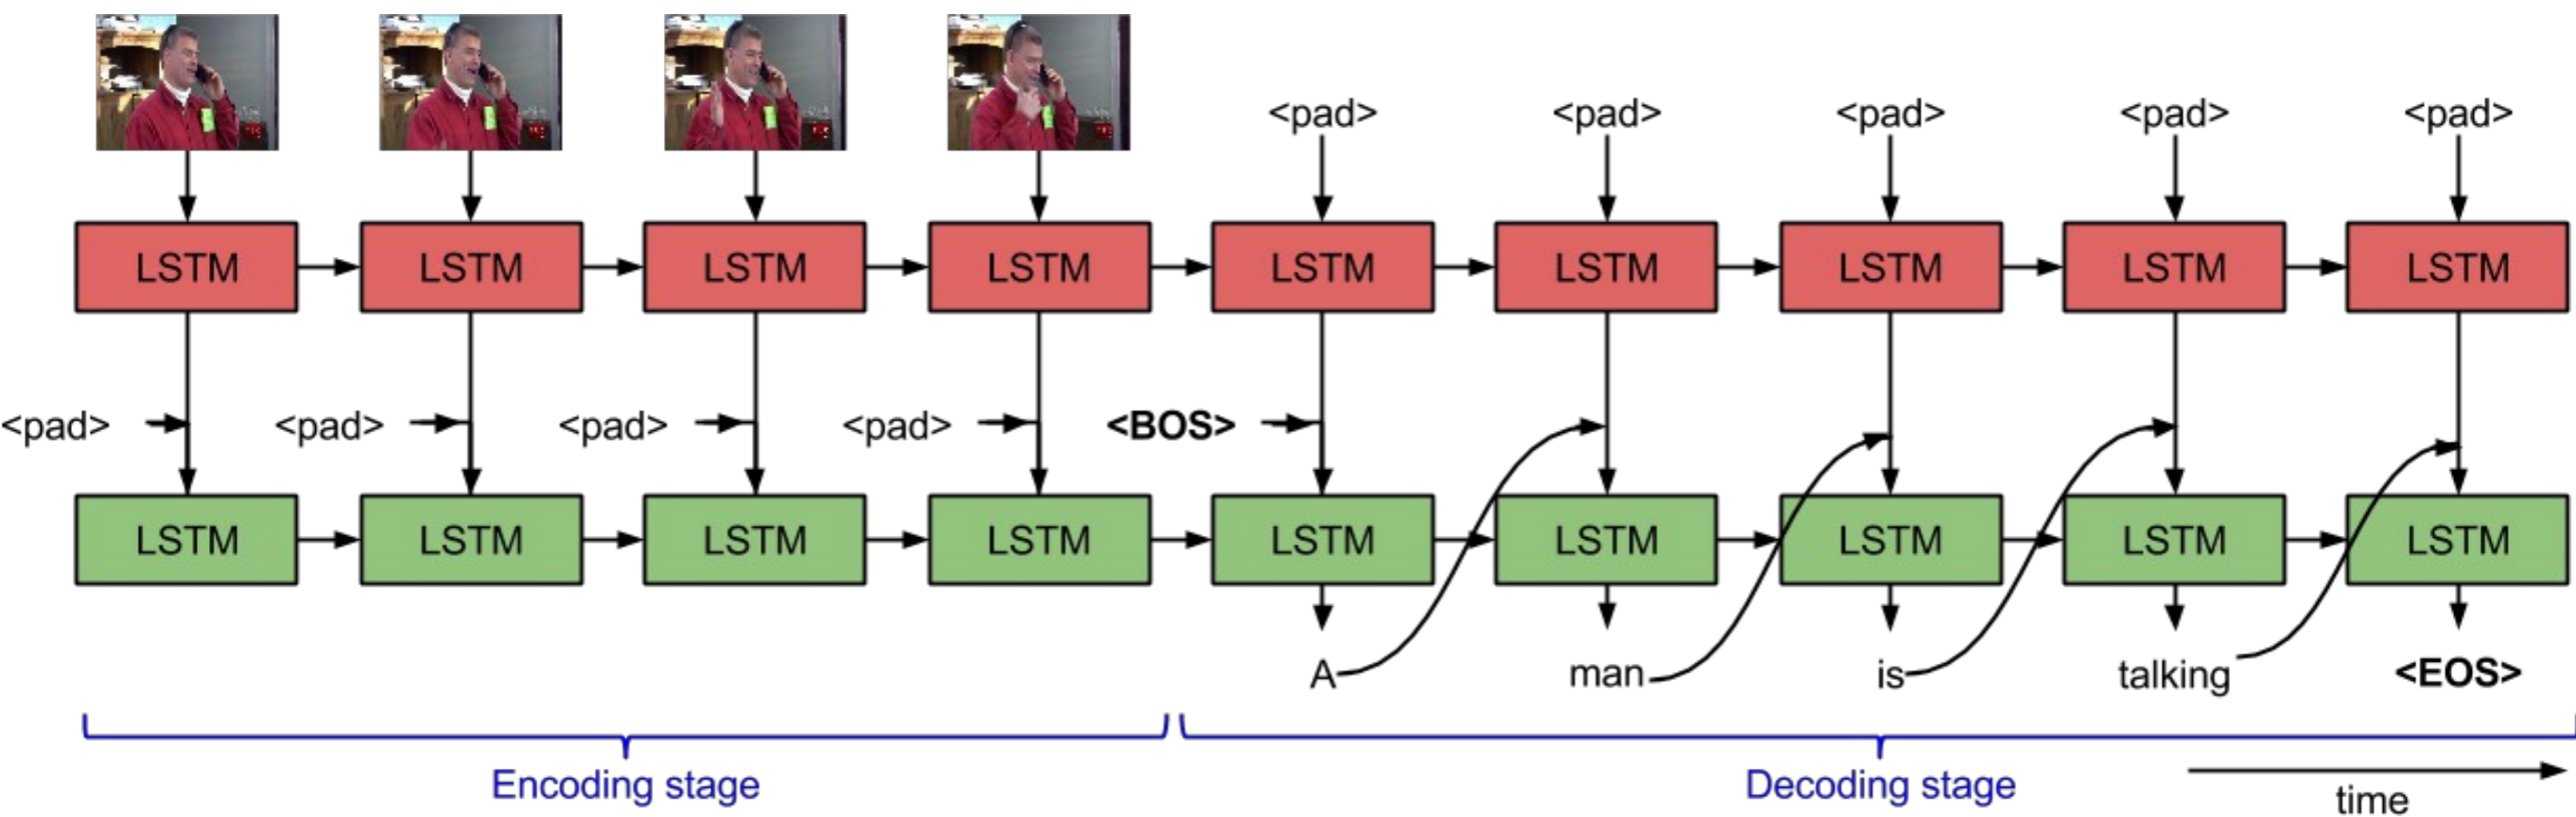 <pad> <pad> <pad> <pad> <pad>
LSTM LSTM LSTM LSTM LSTM LSTM LSTM LSTM LSTM
<pad> <pad> <pad> <pad> <BOS>
LSTM LSTM LSTM LSTM LSTM LSTM LSTM LSTM LSTM
A man is talking <EOS>
Encoding stage Decoding stage
time